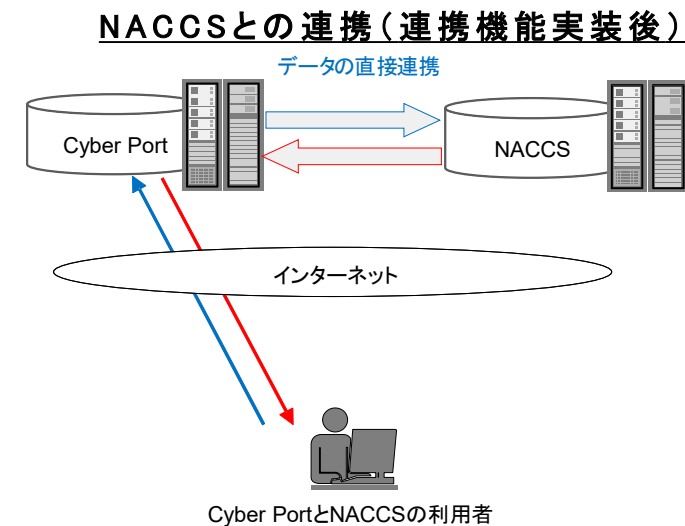 NACCSとの連携（連携機能実装後）
データの直接連携
Cyber Port
NACCS
インターネット
Cyber PortとNACCSの利用者